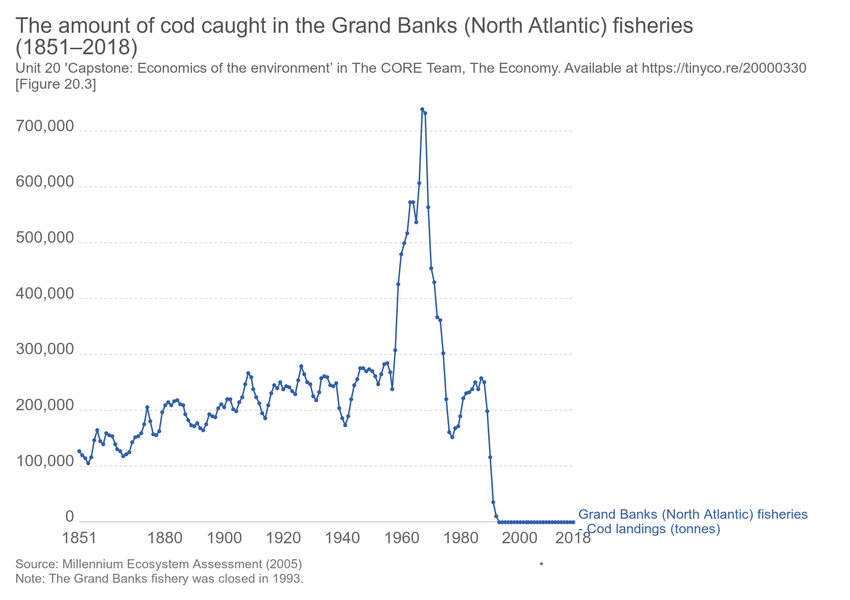 The amount of cod caught in the Grand Banks (North Atlantic) fisheries
(1851–2018)
Unit 20 'Capstone: Economics of the environment' in The CORE Team, The Economy. Available at https://tinyco.re/20000330
[Figure 20.3]
700,000
600,000
500,000
400,000
300,000
200,000
100,000
0
Grand Banks (North Atlantic) fisheries
- Cod landings (tonnes)
1851 1880 1900 1920 1940 1960 1980 2000 2018
Source: Millennium Ecosystem Assessment (2005)
Note: The Grand Banks fishery was closed in 1993.